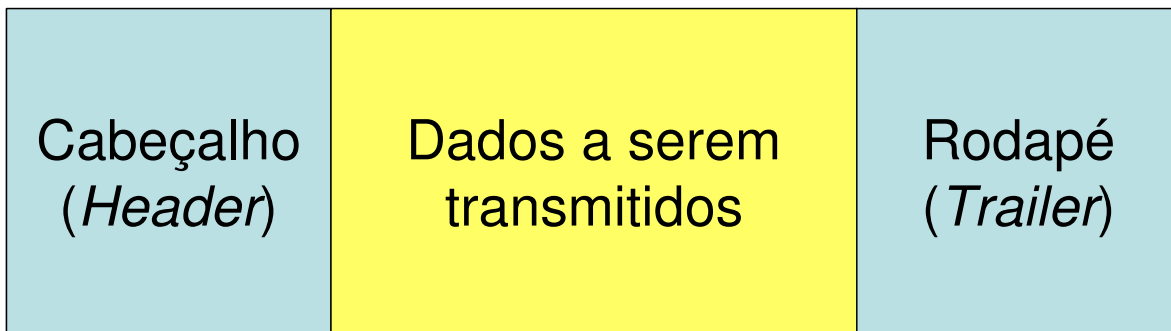 Cabeçalho
(Header)
Dados a serem
transmitidos
Rodapé
(Trailer)